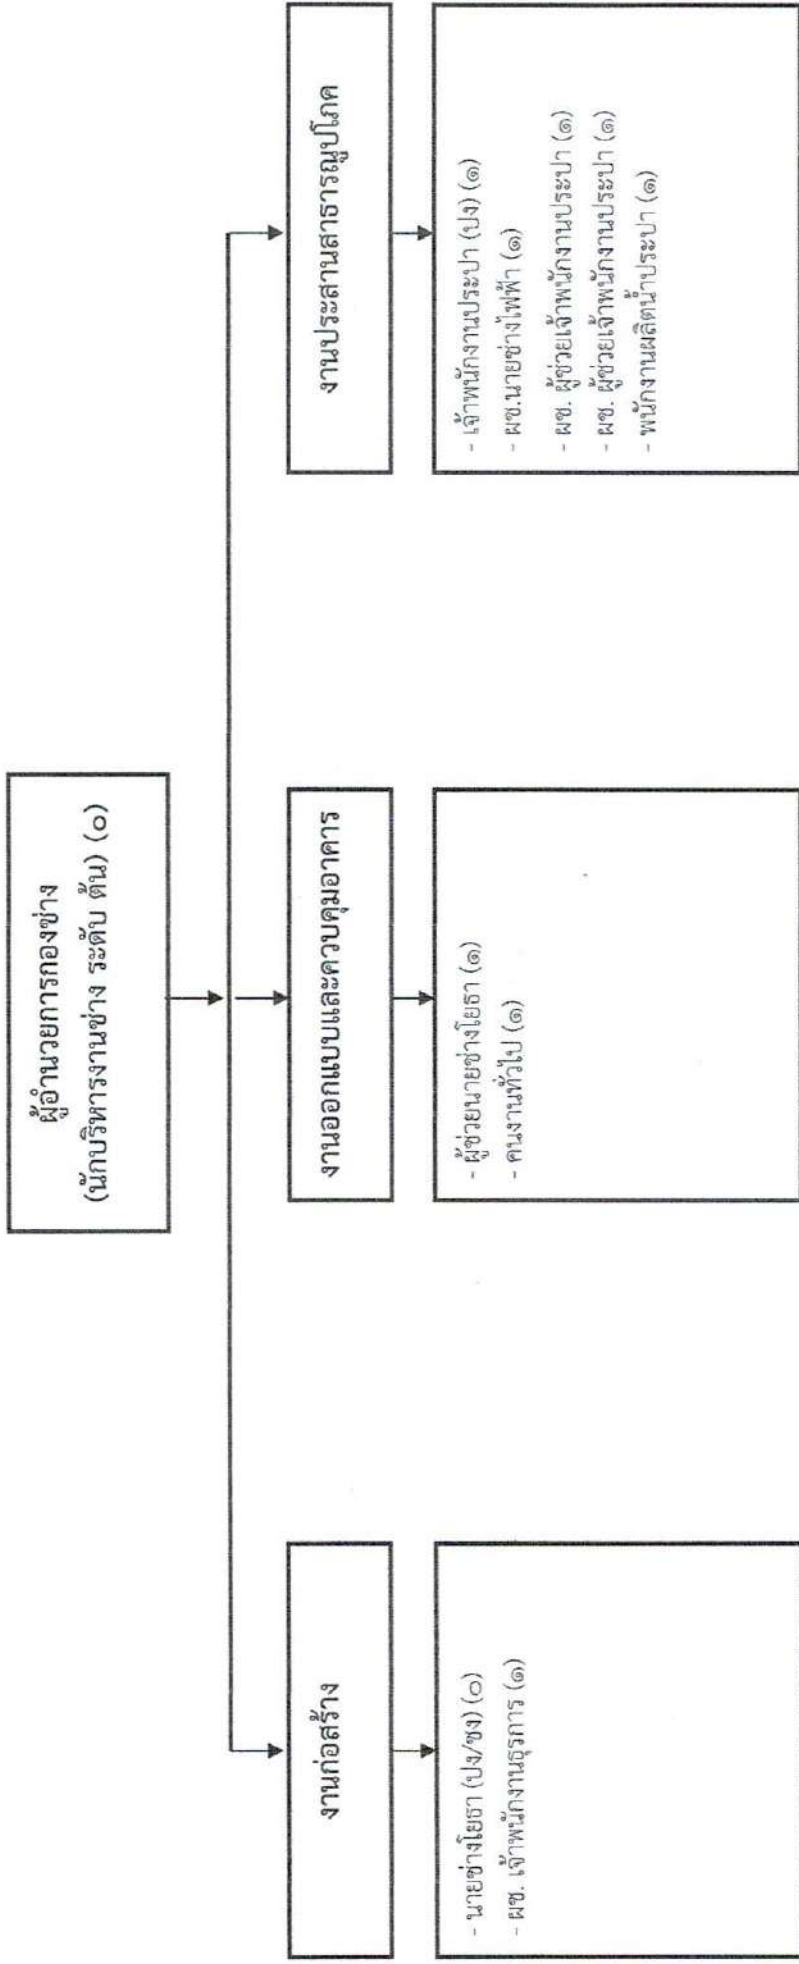 ผู้อำนวยการกองช่าง
(นักบริหารงานช่าง ระดับ ต้น) (๐)
งานก่อสร้าง
- นายช่างโยธา (ปง/ชง) (๐)
- ผช. เจ้าพนักงานธุรการ (๑)
งานออกแบบและควบคุมอาคาร
- ผู้ช่วยนายช่างโยธา (๑)
- คนงานทั่วไป (๑)
งานประสานสาธารณูปโภค
- เจ้าพนักงานประปา (ปง) (๑)
- ผช.นายช่างไฟฟ้า (๑)
- ผช. ผู้ช่วยเจ้าพนักงานประปา (๑)
- ผช. ผู้ช่วยเจ้าพนักงานประปา (๑)
- พนักงานผลิตน้ำประปา (๑)